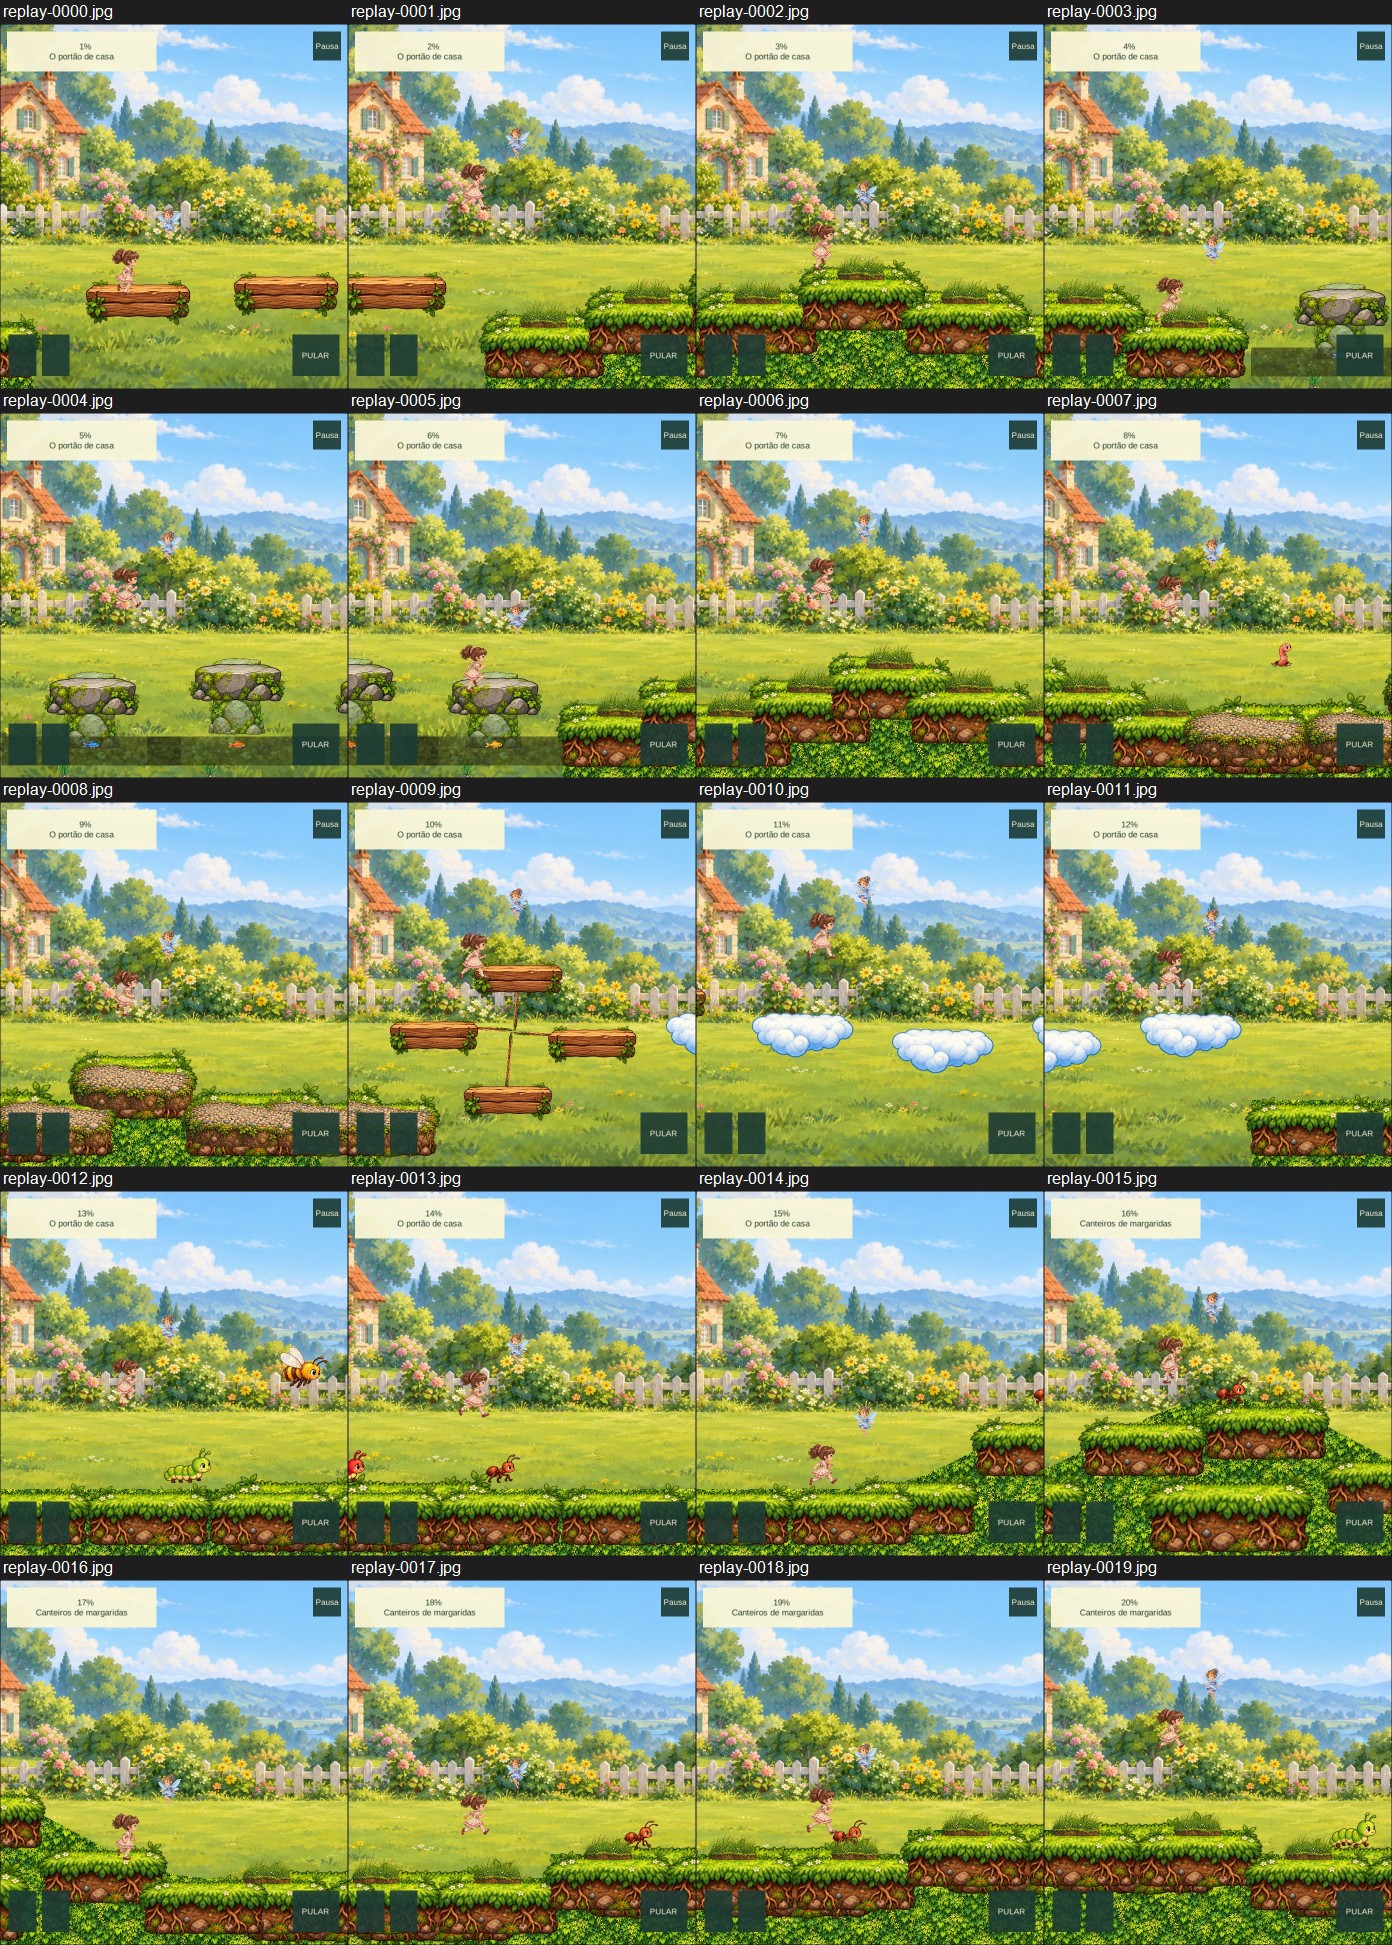 replay-0000.jpg
replay-0001.jpg
replay-0002.jpg
replay-0003.jpg
1%
O portão de casa
Pausa
PULAR
2%
O portão de casa
Pausa
PULAR
3%
O portão de casa
Pausa
PULAR
4%
O portão de casa
Pausa
PULAR
replay-0004.jpg
replay-0005.jpg
replay-0006.jpg
replay-0007.jpg
5%
O portão de casa
Pausa
PULAR
6%
O portão de casa
Pausa
PULAR
7%
O portão de casa
Pausa
PULAR
8%
O portão de casa
Pausa
PULAR
replay-0008.jpg
replay-0009.jpg
replay-0010.jpg
replay-0011.jpg
9%
O portão de casa
Pausa
PULAR
10%
O portão de casa
Pausa
PULAR
11%
O portão de casa
Pausa
PULAR
12%
O portão de casa
Pausa
PULAR
replay-0012.jpg
replay-0013.jpg
replay-0014.jpg
replay-0015.jpg
13%
O portão de casa
Pausa
PULAR
14%
O portão de casa
Pausa
PULAR
15%
O portão de casa
Pausa
PULAR
16%
Canteiros de margaridas
Pausa
PULAR
replay-0016.jpg
replay-0017.jpg
replay-0018.jpg
replay-0019.jpg
17%
Canteiros de margaridas
Pausa
PULAR
18%
Canteiros de margaridas
Pausa
PULAR
19%
Canteiros de margaridas
Pausa
PULAR
20%
Canteiros de margaridas
Pausa
PULAR